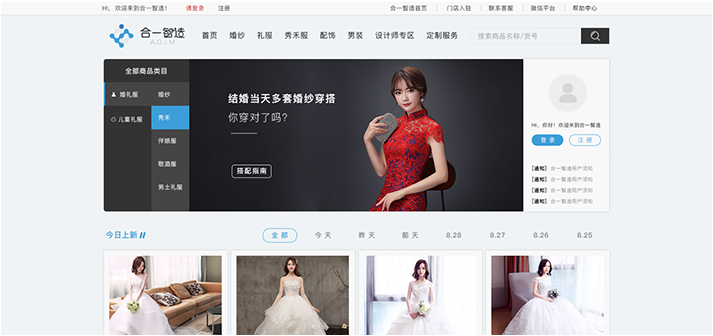 Hi，欢迎来到合一智造！ 请登录 注册
合一智造首页 门店入驻 联系客服 微信平台 帮助中心
合一智造
A.O.I.M
首页 婚纱 礼服 秀禾服 配饰 男装 设计师专区 定制服务
搜索商品名称/货号
全部商品类目
婚礼服
儿童礼服
婚纱
秀禾
伴娘服
敬酒服
男士礼服
结婚当天多套婚纱穿搭
你穿对了吗？
搭配指南
Hi，你好！欢迎来到合一智造
登录 注册
[通知] 合一智造用户须知
[通知] 合一智造用户须知
[通知] 合一智造用户须知
[通知] 合一智造用户须知
今日上新
全部 今天 昨天 前天 8.28 8.27 8.26 8.25